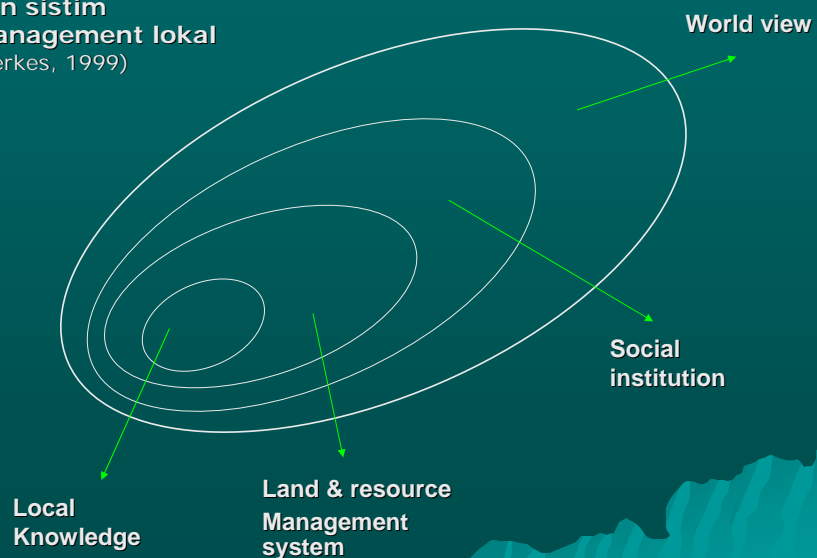 n sistim
anagement lokal
erkes, 1999)
World view
Social
institution
Land & resource
Management
system
Local
Knowledge